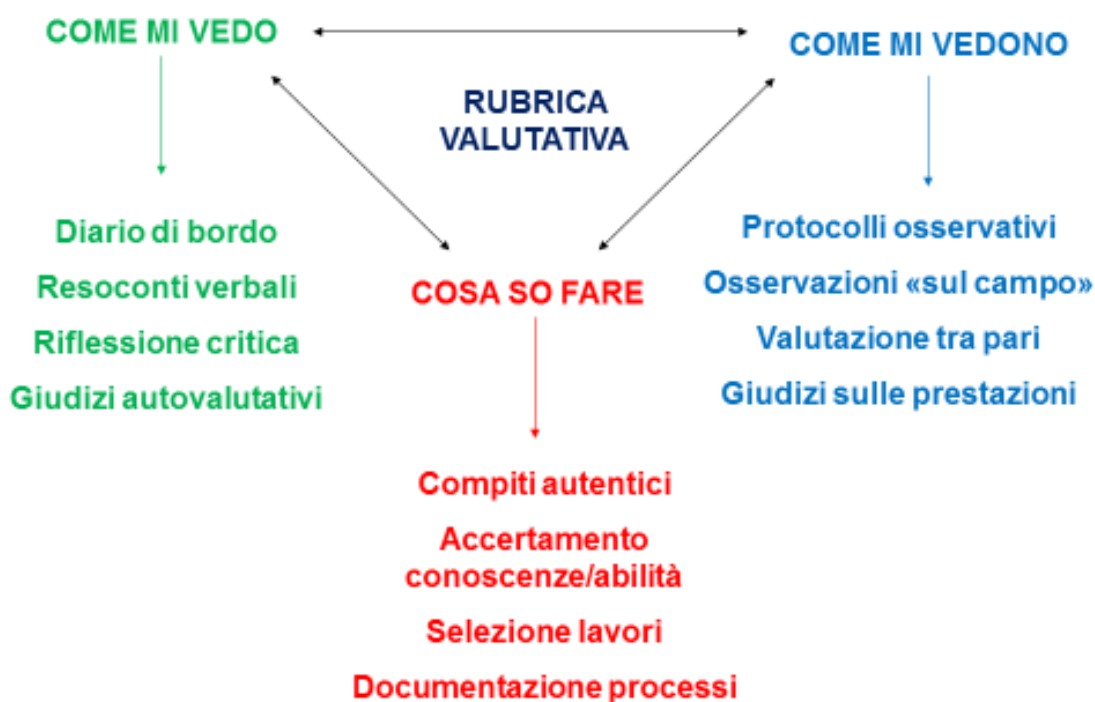 COME MI VEDO
COME MI VEDONO
RUBRICA
VALUTATIVA
Diario di bordo
Resoconti verbali
Riflessione critica
Giudizi autovalutativi
COSA SO FARE
Protocolli osservativi
Osservazioni «sul campo»
Valutazione tra pari
Giudizi sulle prestazioni
Compiti autentici
Accertamento
conoscenze/abilità
Selezione lavori
Documentazione processi